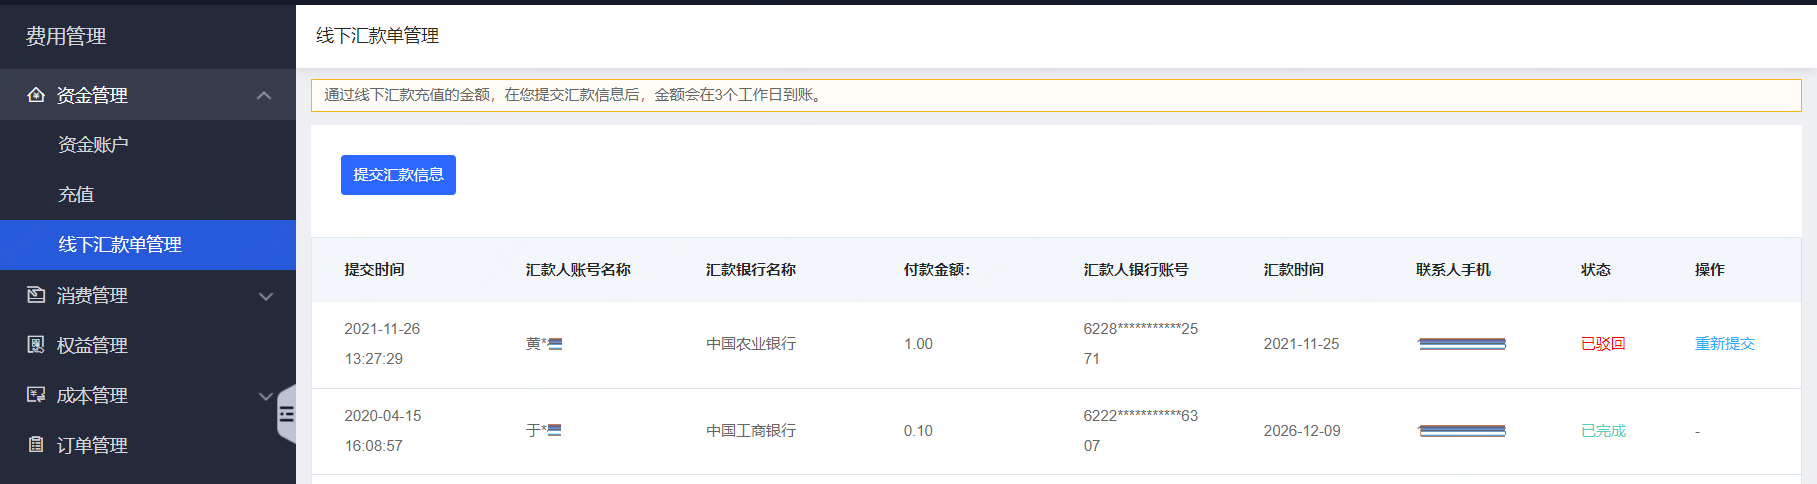 费用管理
线下汇款单管理
资金管理
资金账户
充值
线下汇款单管理
消费管理
权益管理
成本管理
订单管理
通过线下汇款充值的金额，在您提交汇款信息后，金额会在3个工作日到账。
提交汇款信息
提交时间 汇款人账号名称 汇款银行名称 付款金额： 汇款人银行账号 汇款时间 联系人手机 状态 操作
2021-11-26 13:27:29 黄* 中国农业银行 1.00 6228***********2571 2021-11-25 已驳回 重新提交
2020-04-15 16:08:57 于* 中国工商银行 0.10 6222***********6307 2026-12-09 已完成 -